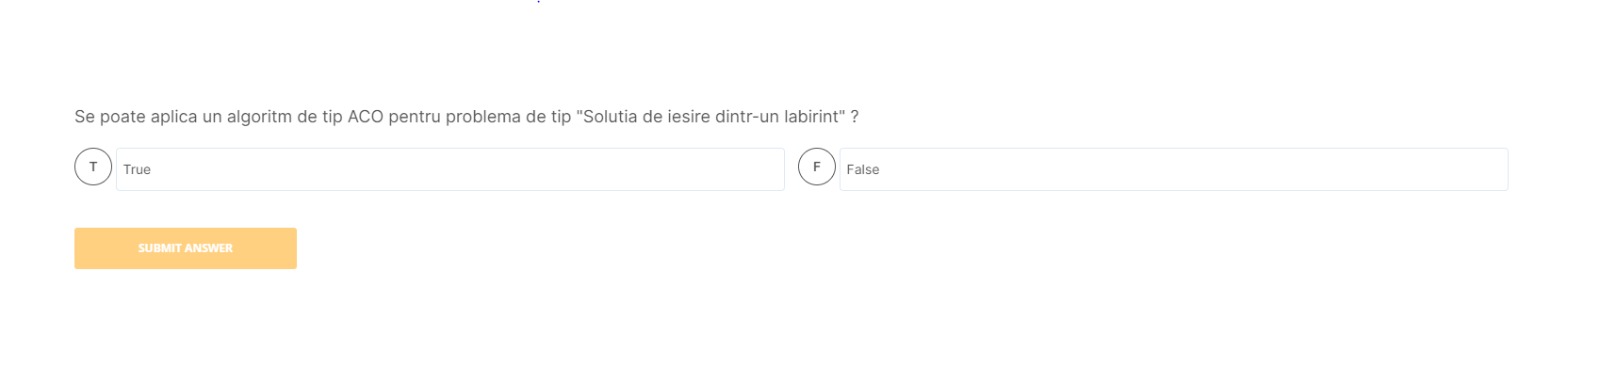 Se poate aplica un algoritm de tip ACO pentru problema de tip "Solutia de iesire dintr-un labirint" ?
T True F False
SUBMIT ANSWER